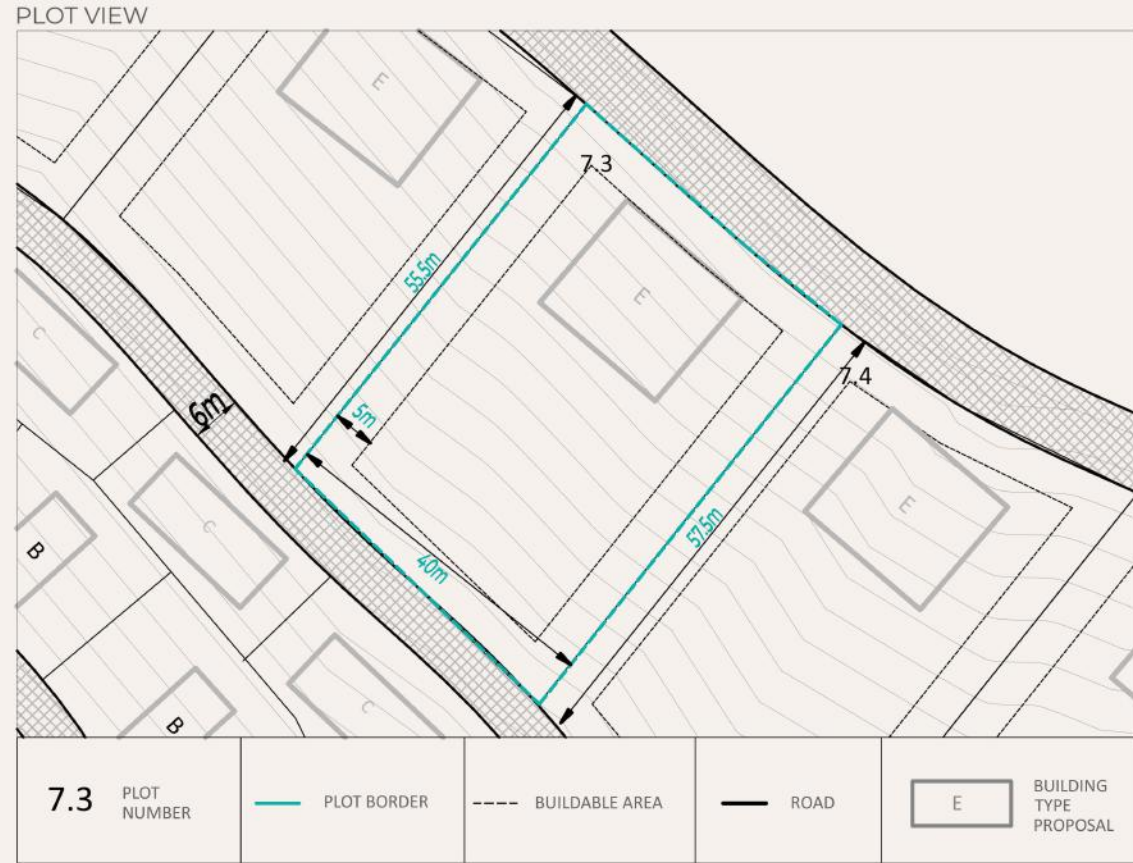 PLOT VIEW
E
7.3
55.5m
C
E
7.4
6m
5m
E
C
57.5m
B
40m
C
B
7.3
PLOT
NUMBER
PLOT BORDER
BUILDABLE AREA
ROAD
E
BUILDING
TYPE
PROPOSAL